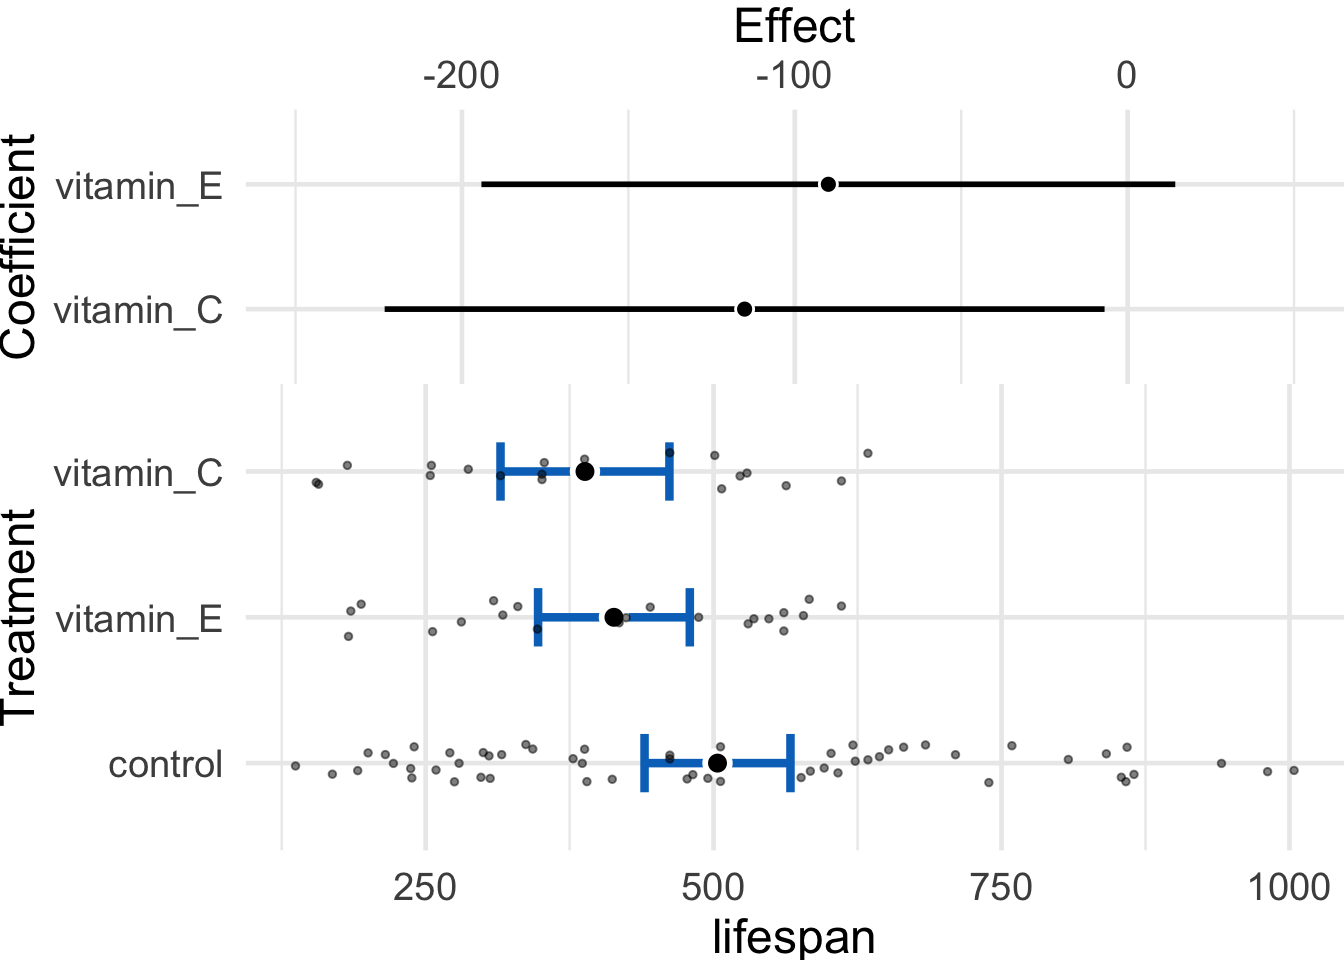 Effect
-200 -100 0
Coefficient
vitamin_E
vitamin_C
Treatment
vitamin_C
vitamin_E
control
250 500 750 1000
lifespan